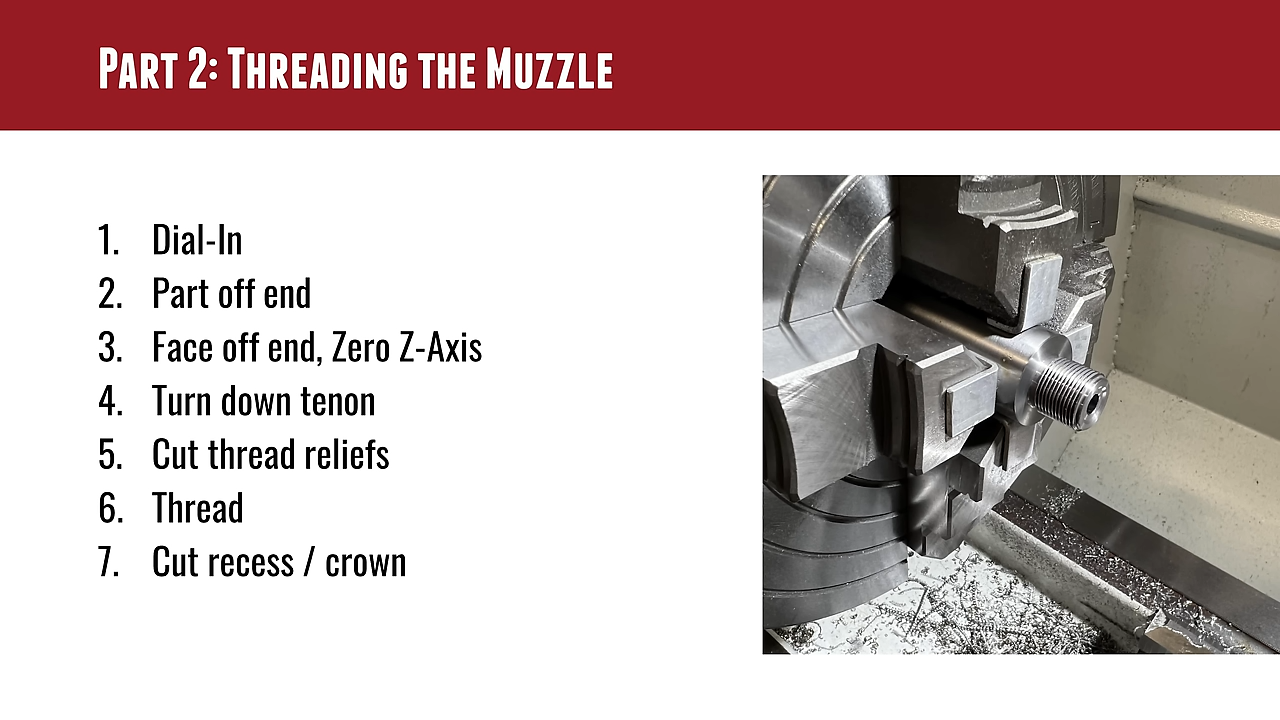 Part 2: Threading the Muzzle
1. Dial-In
2. Part off end
3. Face off end, Zero Z-Axis
4. Turn down tenon
5. Cut thread reliefs
6. Thread
7. Cut recess / crown